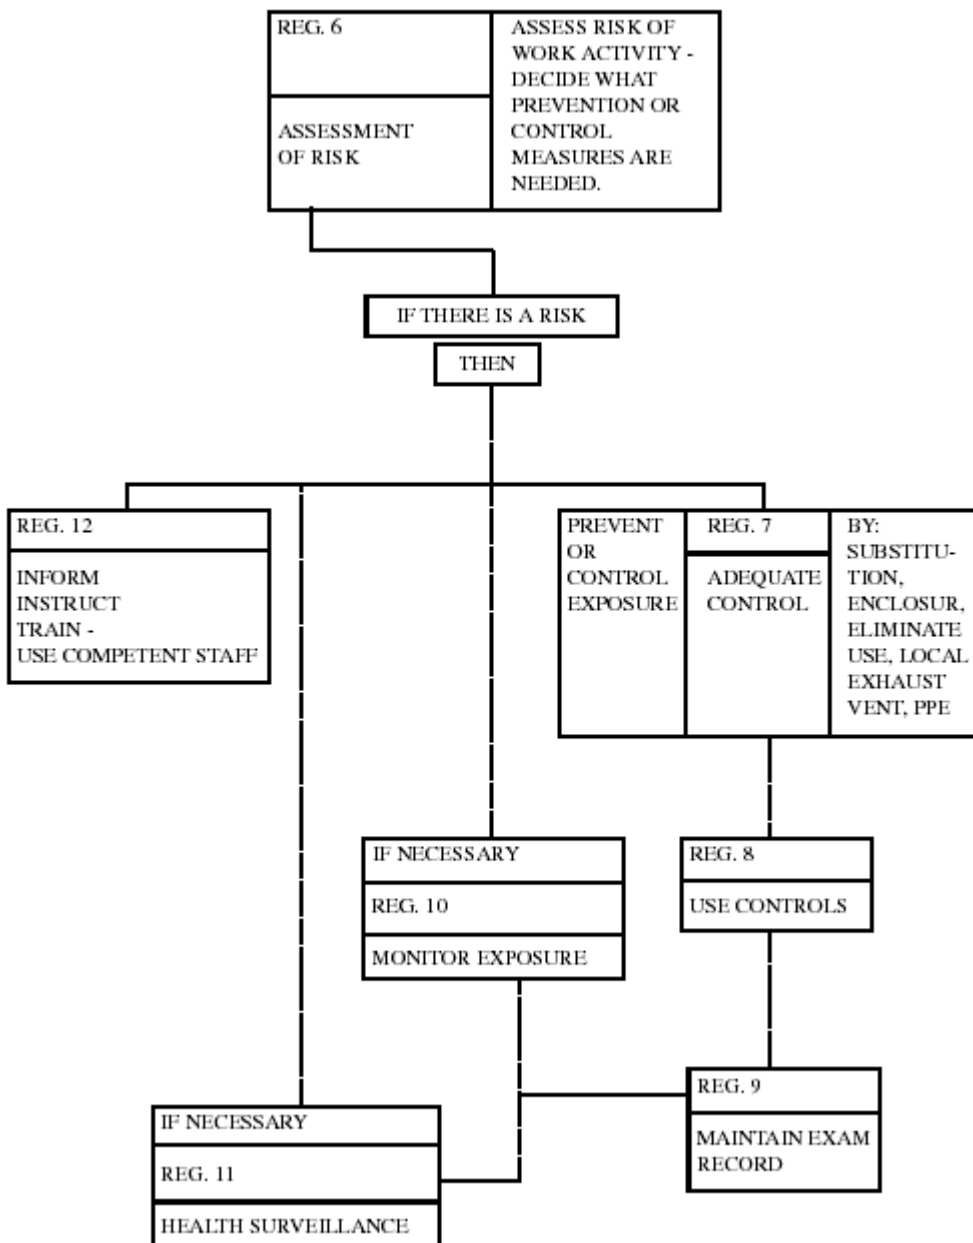 REG. 6
ASSESSMENT
OF RISK
ASSESS RISK OF
WORK ACTIVITY -
DECIDE WHAT
PREVENTION OR
CONTROL
MEASURES ARE
NEEDED.
IF THERE IS A RISK
THEN
REG. 12
INFORM
INSTRUCT
TRAIN -
USE COMPETENT STAFF
PREVENT
OR
CONTROL
EXPOSURE
REG. 7
ADEQUATE
CONTROL
BY:
SUBSTITU-
TION,
ENCLOSUR,
ELIMINATE
USE, LOCAL
EXHAUST
VENT, PPE
IF NECESSARY
REG. 10
MONITOR EXPOSURE
REG. 8
USE CONTROLS
REG. 9
MAINTAIN EXAM
RECORD
IF NECESSARY
REG. 11
HEALTH SURVEILLANCE